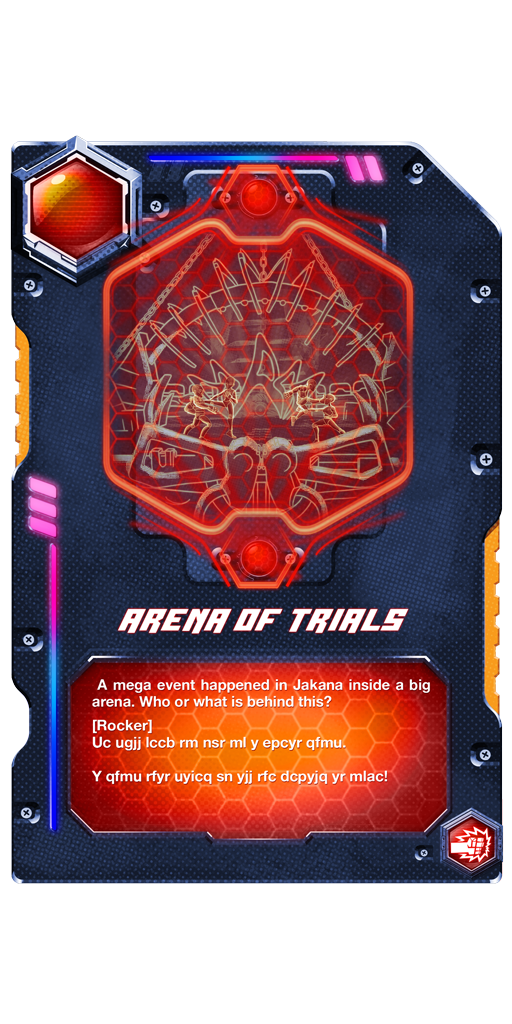 ARENA OF TRIALS
A mega event happened in Jakana inside a big
arena. Who or what is behind this?
[Rocker]
Uc ugjj lccb rm nsr ml y epcyr qfmu.
Y qfmu rfyr uyicq sn yjj rfc dcpyjq yr mlac!